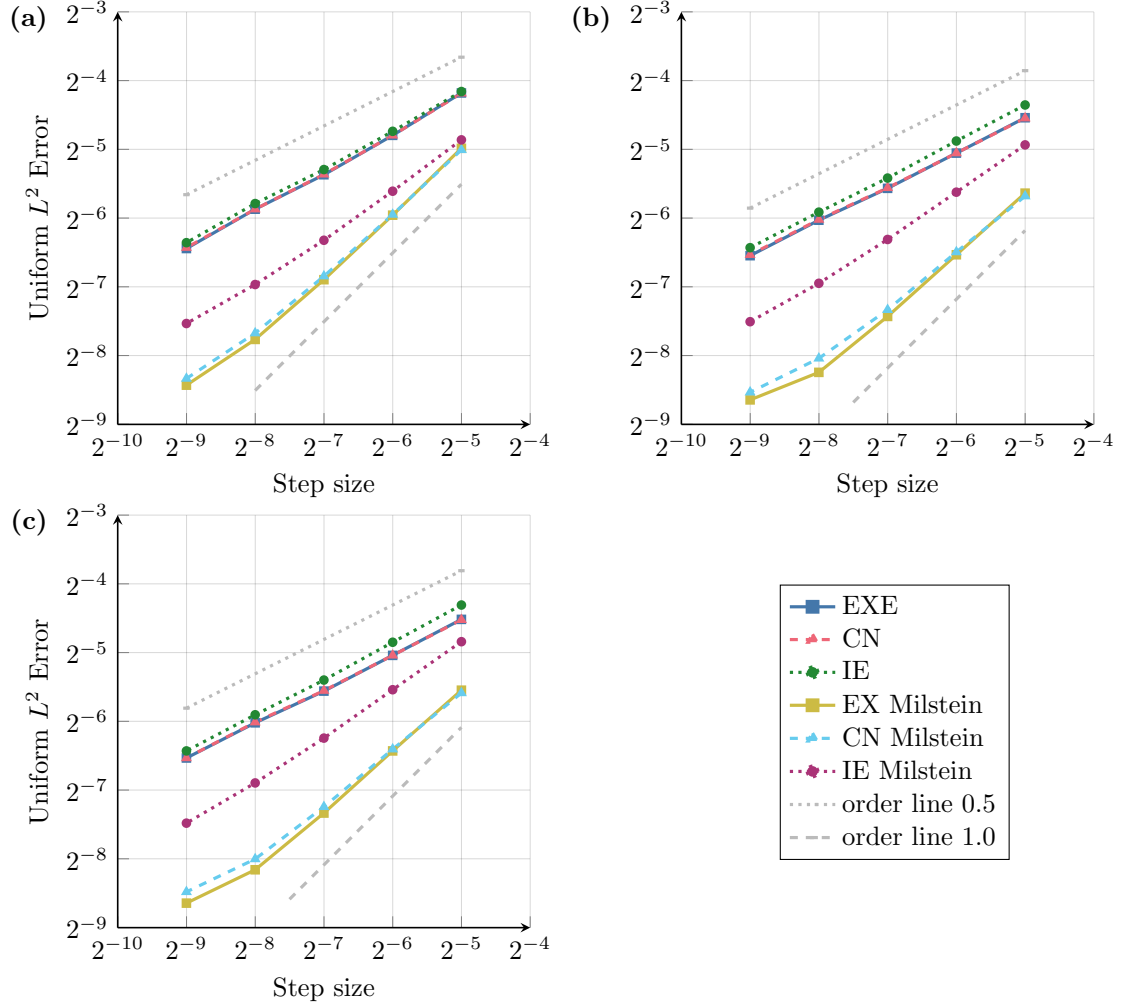 (a)
2^{-3}
2^{-4}
2^{-5}
2^{-6}
2^{-7}
2^{-8}
2^{-9}
Uniform L^2 Error
2^{-10} 2^{-9} 2^{-8} 2^{-7} 2^{-6} 2^{-5} 2^{-4}
Step size
(b)
2^{-3}
2^{-4}
2^{-5}
2^{-6}
2^{-7}
2^{-8}
2^{-9}
2^{-10} 2^{-9} 2^{-8} 2^{-7} 2^{-6} 2^{-5} 2^{-4}
Step size
(c)
2^{-3}
2^{-4}
2^{-5}
2^{-6}
2^{-7}
2^{-8}
2^{-9}
Uniform L^2 Error
2^{-10} 2^{-9} 2^{-8} 2^{-7} 2^{-6} 2^{-5} 2^{-4}
Step size
EXE
CN
IE
EX Milstein
CN Milstein
IE Milstein
order line 0.5
order line 1.0